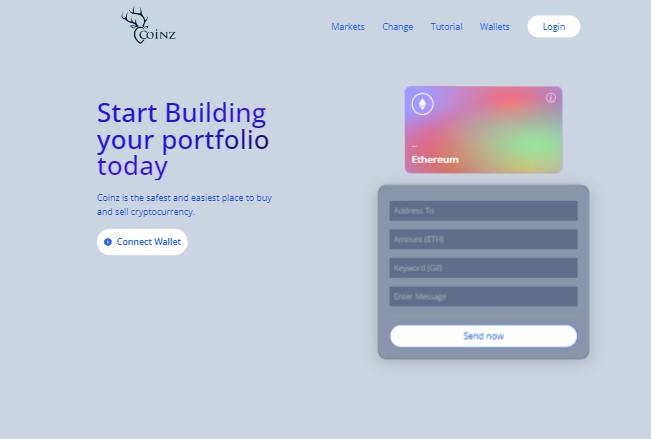 Coinz
Markets
Change
Tutorial
Wallets
Login
Start Building
your portfolio
today
Coinz is the safest and easiest place to buy
and sell cryptocurrency.
Connect Wallet
...
Ethereum
Address To
Amount (ETH)
Keyword (Gif)
Enter Message
Send now